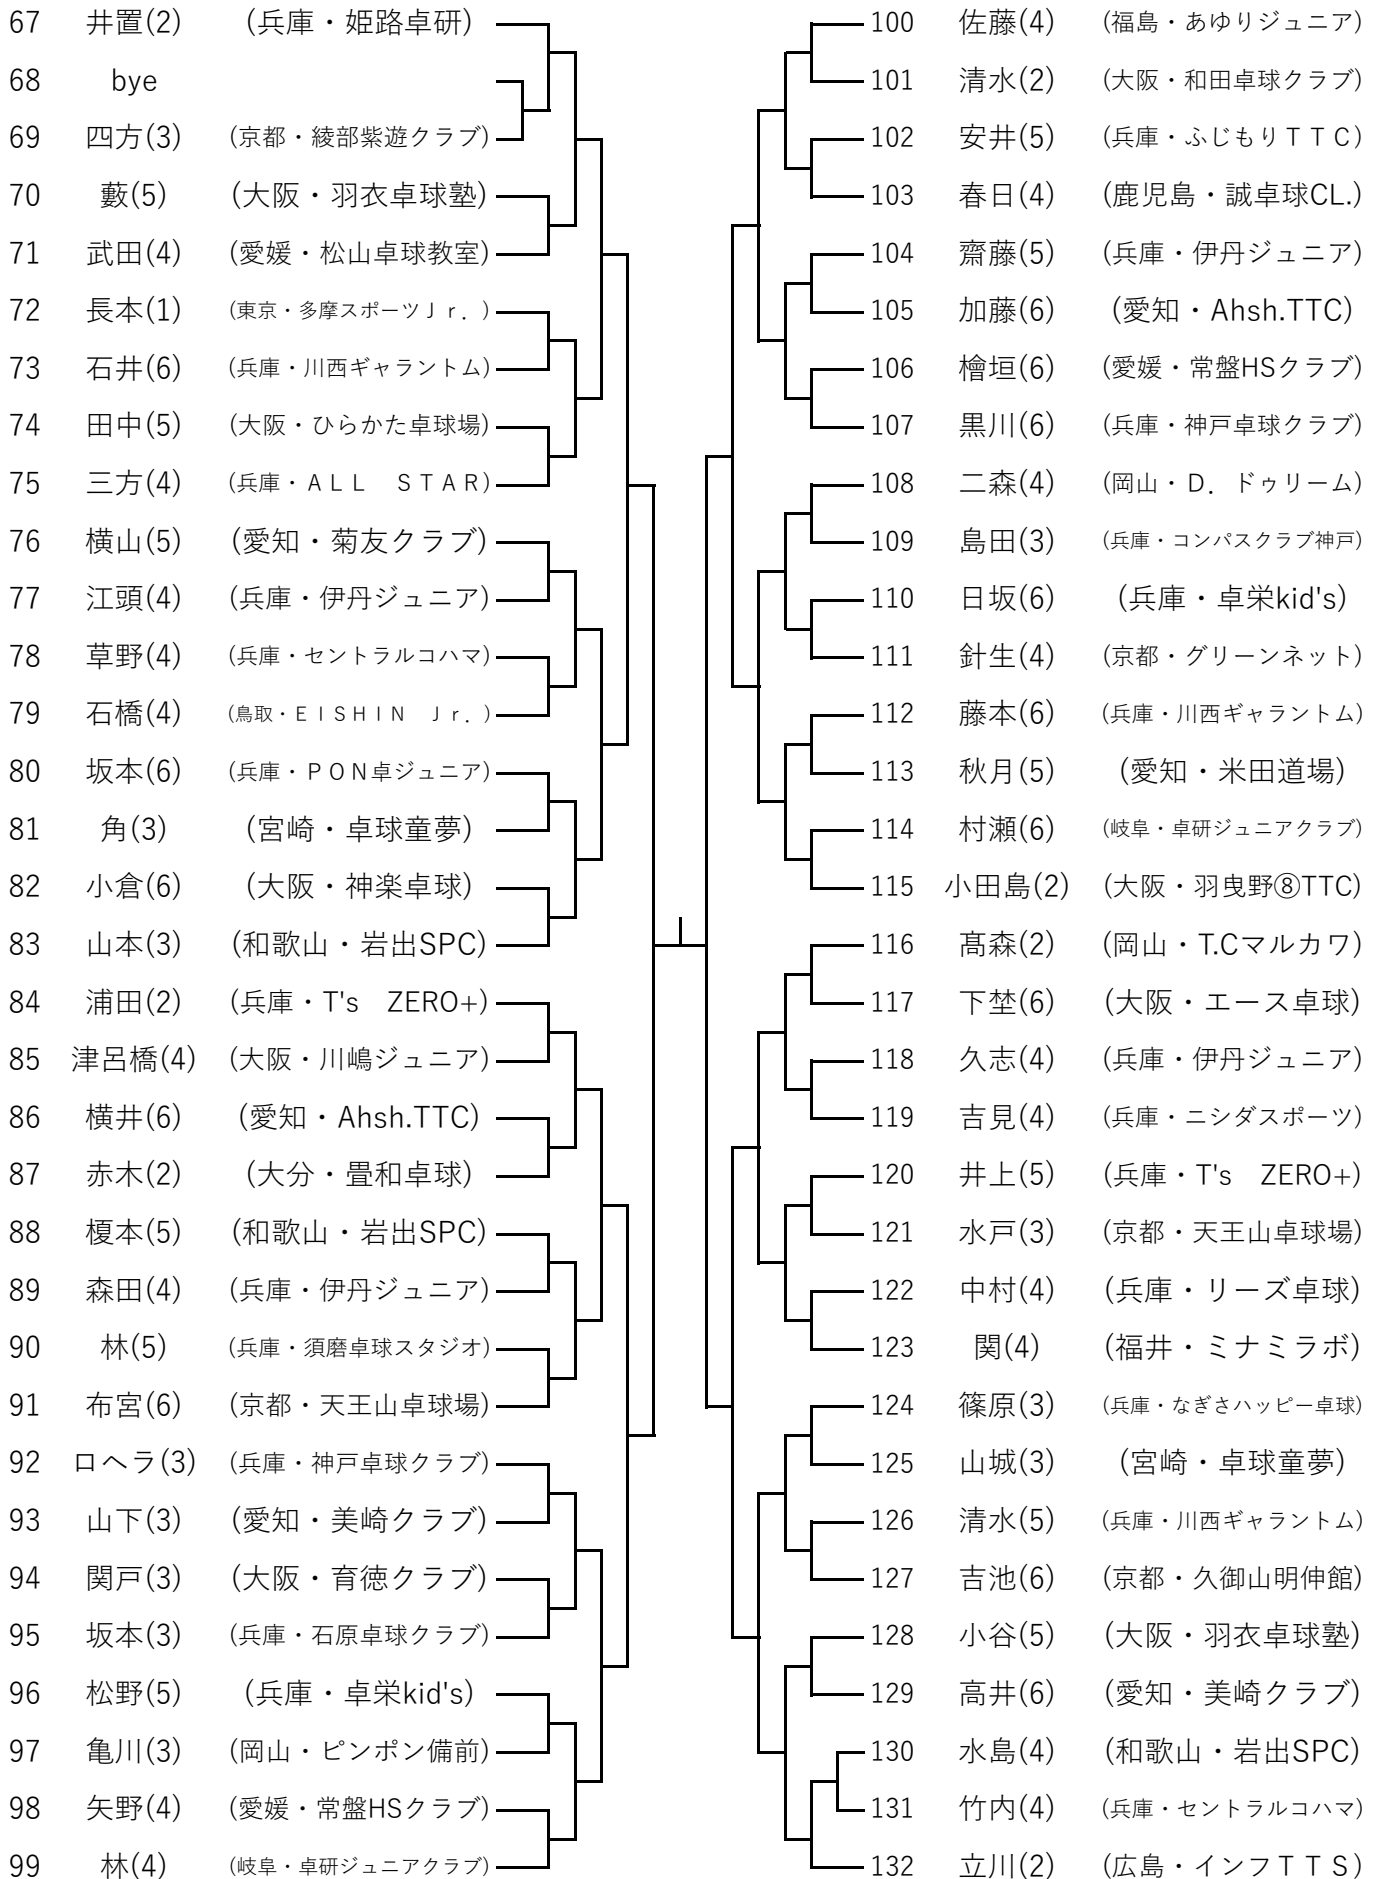 67 井置(2) (兵庫・姫路卓研)
68 bye
69 四方(3) (京都・綾部紫遊クラブ)
70 藪(5) (大阪・羽衣卓球塾)
71 武田(4) (愛媛・松山卓球教室)
72 長本(1) (東京・多摩スポーツＪｒ．)
73 石井(6) (兵庫・川西ギャラントム)
74 田中(5) (大阪・ひらかた卓球場)
75 三方(4) (兵庫・ＡＬＬ　ＳＴＡＲ)
76 横山(5) (愛知・菊友クラブ)
77 江頭(4) (兵庫・伊丹ジュニア)
78 草野(4) (兵庫・セントラルコハマ)
79 石橋(4) (鳥取・ＥＩＳＨＩＮ　Ｊｒ．)
80 坂本(6) (兵庫・ＰＯＮ卓ジュニア)
81 角(3) (宮崎・卓球童夢)
82 小倉(6) (大阪・神楽卓球)
83 山本(3) (和歌山・岩出SPC)
84 浦田(2) (兵庫・T's　ZERO+)
85 津呂橋(4) (大阪・川嶋ジュニア)
86 横井(6) (愛知・Ahsh.TTC)
87 赤木(2) (大分・畳和卓球)
88 榎本(5) (和歌山・岩出SPC)
89 森田(4) (兵庫・伊丹ジュニア)
90 林(5) (兵庫・須磨卓球スタジオ)
91 布宮(6) (京都・天王山卓球場)
92 ロヘラ(3) (兵庫・神戸卓球クラブ)
93 山下(3) (愛知・美崎クラブ)
94 関戸(3) (大阪・育徳クラブ)
95 坂本(3) (兵庫・石原卓球クラブ)
96 松野(5) (兵庫・卓栄kid's)
97 亀川(3) (岡山・ピンポン備前)
98 矢野(4) (愛媛・常盤HSクラブ)
99 林(4) (岐阜・卓研ジュニアクラブ)
100 佐藤(4) (福島・あゆりジュニア)
101 清水(2) (大阪・和田卓球クラブ)
102 安井(5) (兵庫・ふじもりＴＴＣ)
103 春日(4) (鹿児島・誠卓球CL.)
104 齋藤(5) (兵庫・伊丹ジュニア)
105 加藤(6) (愛知・Ahsh.TTC)
106 檜垣(6) (愛媛・常盤HSクラブ)
107 黒川(6) (兵庫・神戸卓球クラブ)
108 二森(4) (岡山・Ｄ．ドゥリーム)
109 島田(3) (兵庫・コンパスクラブ神戸)
110 日坂(6) (兵庫・卓栄kid's)
111 針生(4) (京都・グリーンネット)
112 藤本(6) (兵庫・川西ギャラントム)
113 秋月(5) (愛知・米田道場)
114 村瀬(6) (岐阜・卓研ジュニアクラブ)
115 小田島(2) (大阪・羽曳野⑧TTC)
116 髙森(2) (岡山・T.Cマルカワ)
117 下埜(6) (大阪・エース卓球)
118 久志(4) (兵庫・伊丹ジュニア)
119 吉見(4) (兵庫・ニシダスポーツ)
120 井上(5) (兵庫・T's　ZERO+)
121 水戸(3) (京都・天王山卓球場)
122 中村(4) (兵庫・リーズ卓球)
123 関(4) (福井・ミナミラボ)
124 篠原(3) (兵庫・なぎさハッピー卓球)
125 山城(3) (宮崎・卓球童夢)
126 清水(5) (兵庫・川西ギャラントム)
127 吉池(6) (京都・久御山明伸館)
128 小谷(5) (大阪・羽衣卓球塾)
129 高井(6) (愛知・美崎クラブ)
130 水島(4) (和歌山・岩出SPC)
131 竹内(4) (兵庫・セントラルコハマ)
132 立川(2) (広島・インフＴＴＳ)